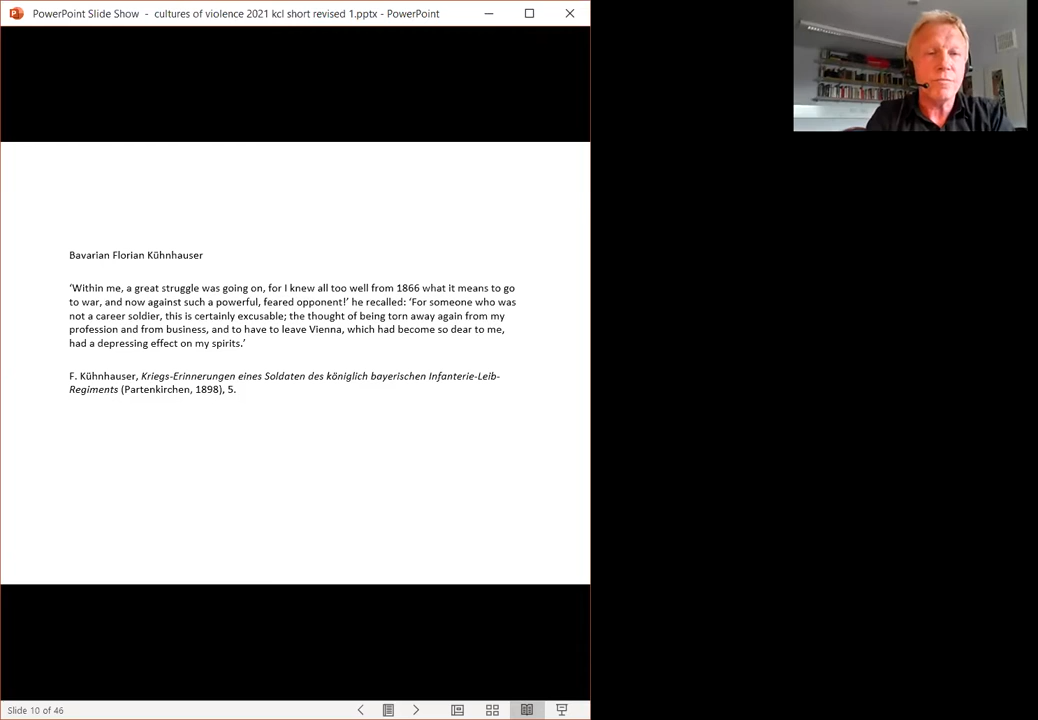 PowerPoint Slide Show - cultures of violence 2021 kcl short revised 1.pptx - PowerPoint
Bavarian Florian Kühnhauser
‘Within me, a great struggle was going on, for I knew all too well from 1866 what it means to go
to war, and now against such a powerful, feared opponent!’ he recalled: ‘For someone who was
not a career soldier, this is certainly excusable; the thought of being torn away again from my
profession and from business, and to have to leave Vienna, which had become so dear to me,
had a depressing effect on my spirits.’
F. Kühnhauser, Kriegs-Erinnerungen eines Soldaten des königlich bayerischen Infanterie-Leib-
Regiments (Partenkirchen, 1898), 5.
Slide 10 of 46